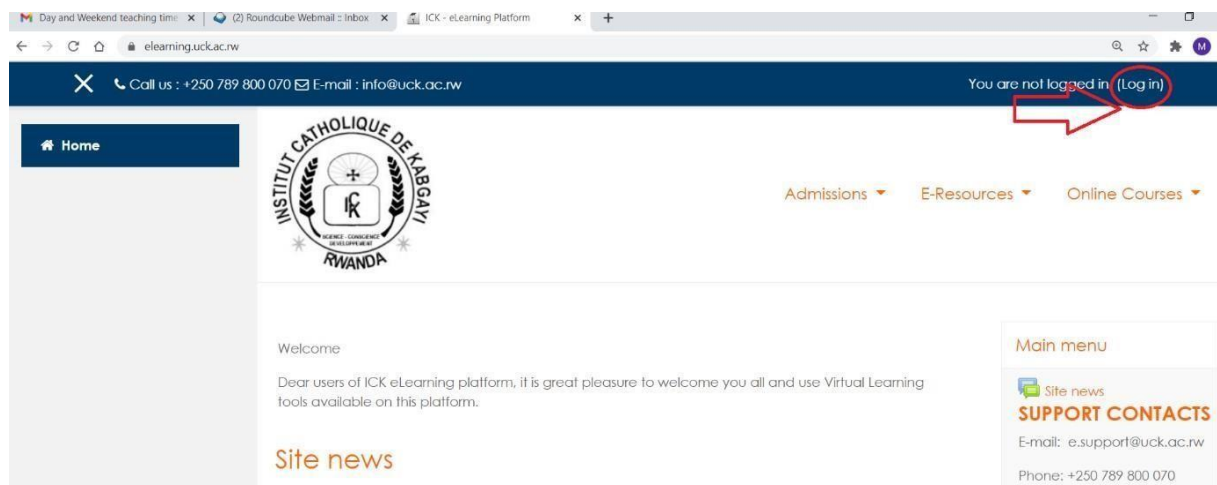 Day and Weekend teaching time
(2) Roundcube Webmail :: Inbox
ICK - eLearning Platform
elearning.uck.ac.rw
M
Call us : +250 789 800 070 E-mail : info@uck.ac.rw
You are not logged in. (Log in)
Home
INSTITUT CATHOLIQUE DE KABGAYI
ICK
SCIENCE - CONSCIENCE
DEVELOPPEMENT
RWANDA
Admissions
E-Resources
Online Courses
Welcome
Dear users of ICK eLearning platform, it is great pleasure to welcome you all and use Virtual Learning
tools available on this platform.
Site news
Main menu
Site news
SUPPORT CONTACTS
E-mail: e.support@uck.ac.rw
Phone: +250 789 800 070